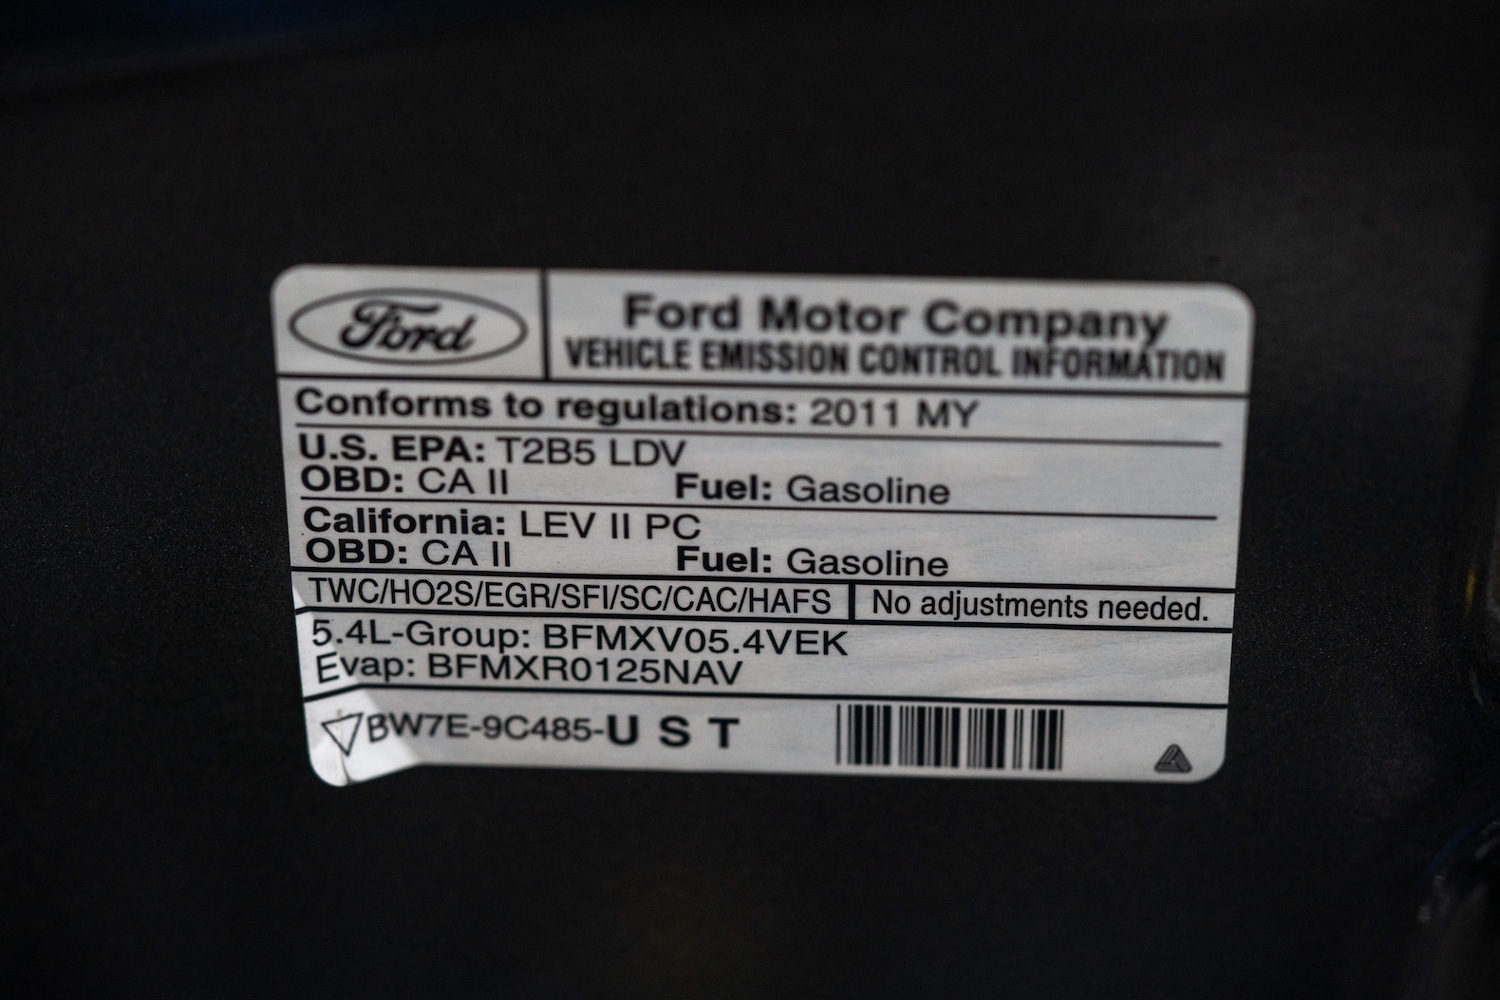 Ford
Ford Motor Company
VEHICLE EMISSION CONTROL INFORMATION
Conforms to regulations: 2011 MY
U.S. EPA: T2B5 LDV
OBD: CA II Fuel: Gasoline
California: LEV II PC
OBD: CA II Fuel: Gasoline
TWC/HO2S/EGR/SFI/SC/CAC/HAFS No adjustments needed.
5.4L-Group: BFMXV05.4VEK
Evap: BFMXR0125NAV
BW7E-9C485-U S T